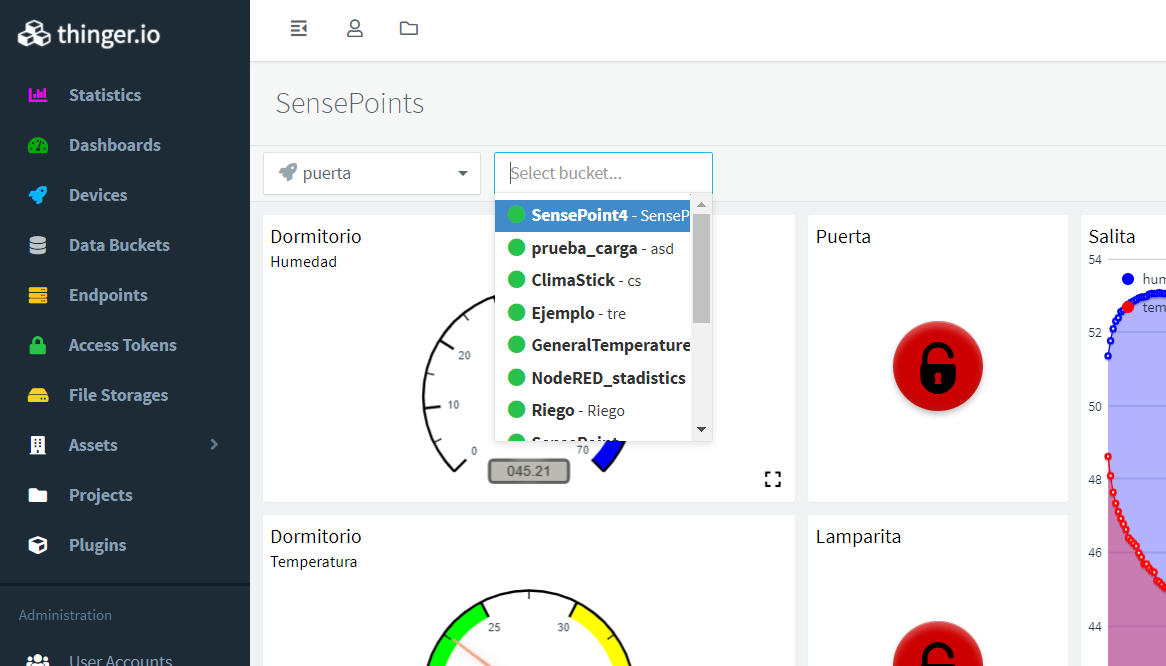 thinger.io
Statistics
Dashboards
Devices
Data Buckets
Endpoints
Access Tokens
File Storages
Assets
Projects
Plugins
Administration
User Accounts
SensePoints
puerta
Select bucket...
SensePoint4 - SenseP
prueba_carga - asd
ClimaStick - cs
Ejemplo - tre
GeneralTemperature
NodeRED_stadistics
Riego - Riego
SensePoint
Dormitorio
Humedad
0
10
20
70
045.21
Puerta
Salita
54
52
50
48
46
44
hum
tem
Dormitorio
Temperatura
25
30
Lamparita